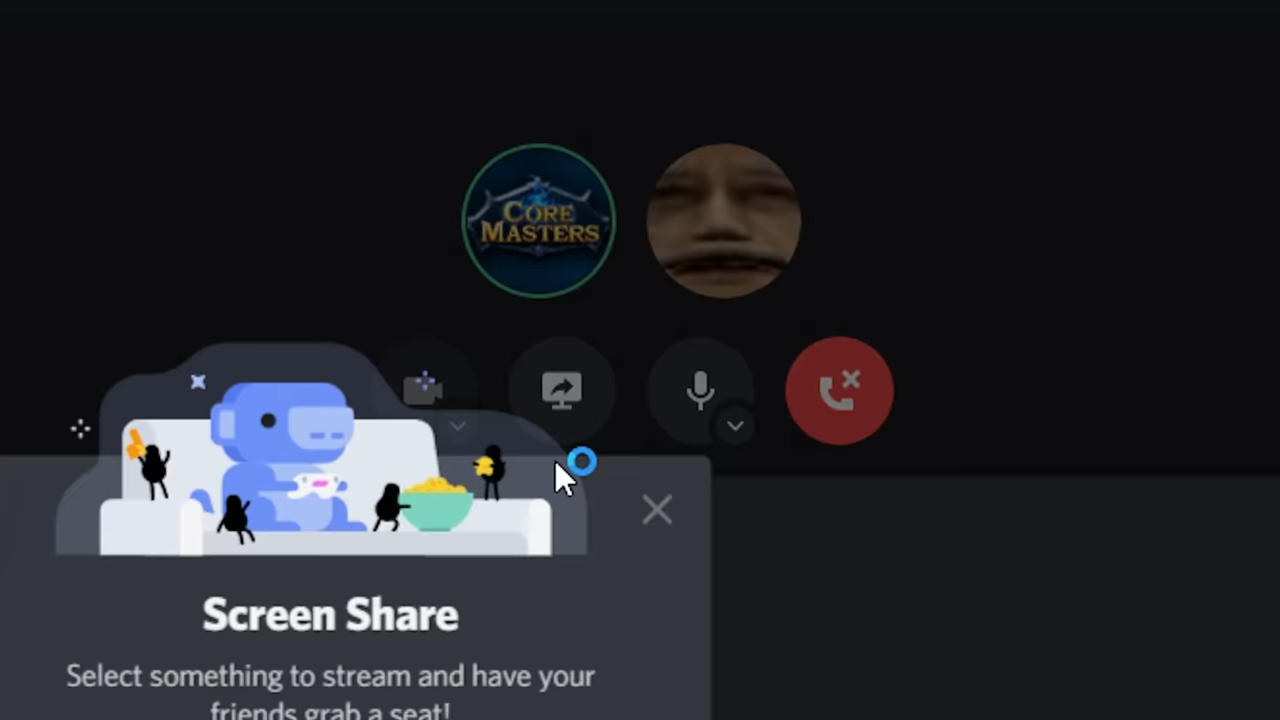 CORE
MASTERS
Screen Share
Select something to stream and have your
friends grab a seat!